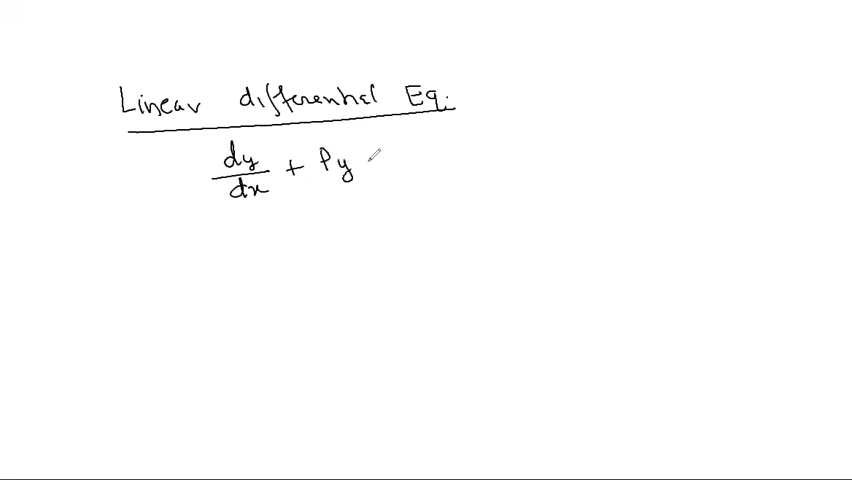 Linear differential Eq.
dy/dx + Py